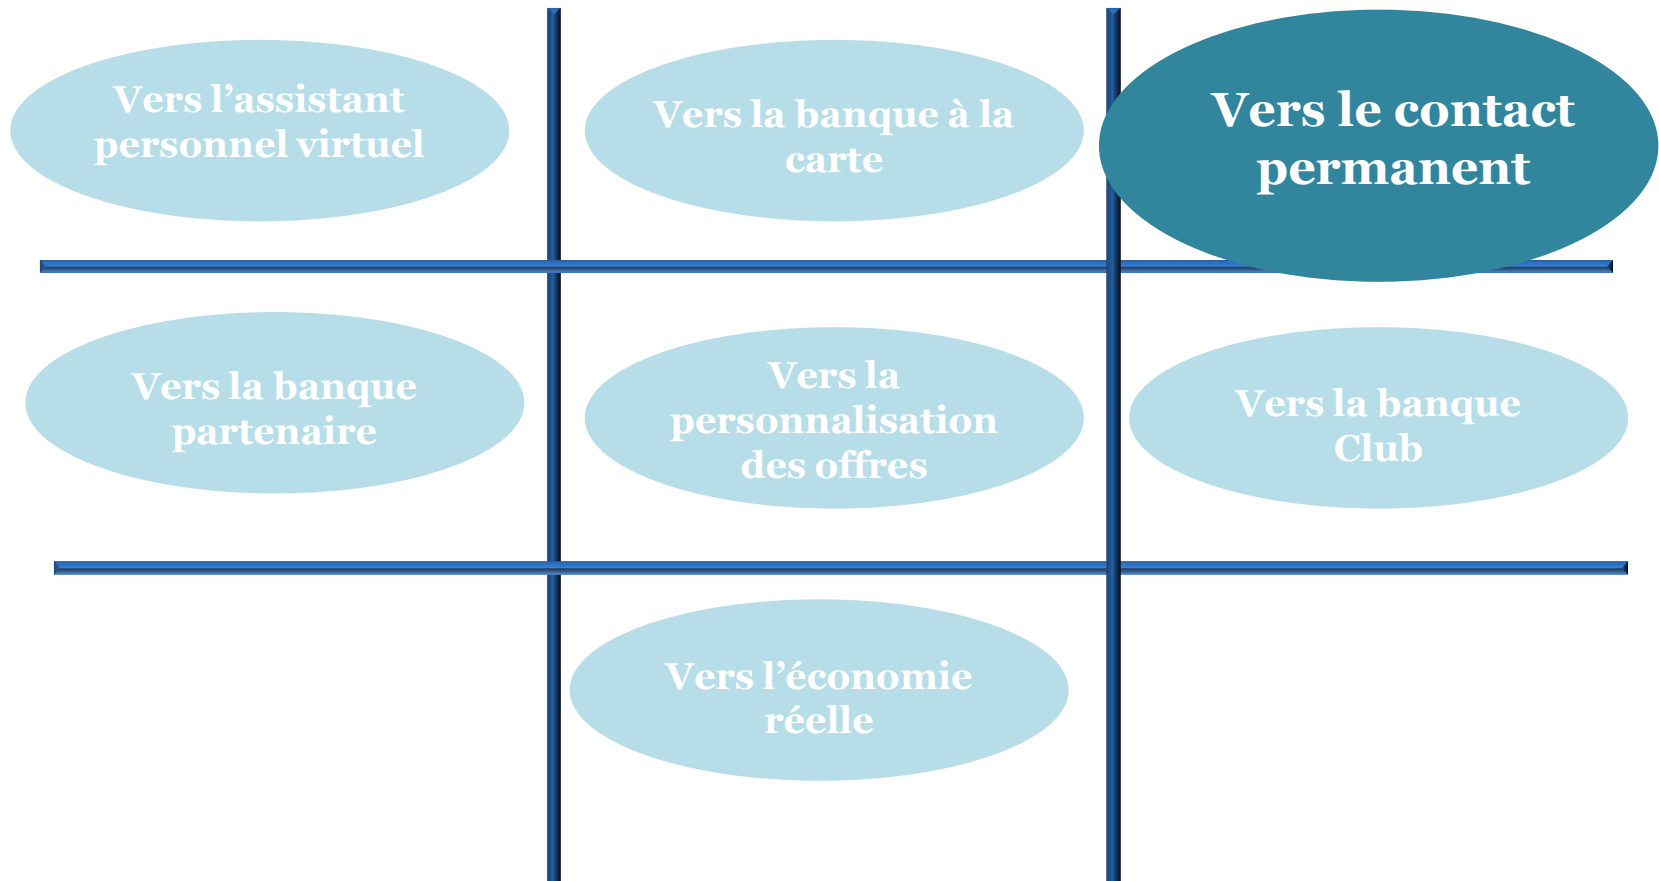 Vers l’assistant
personnel virtuel
Vers la banque à la
carte
Vers le contact
permanent
Vers la banque
partenaire
Vers la
personnalisation
des offres
Vers la banque
Club
Vers l’économie
réelle